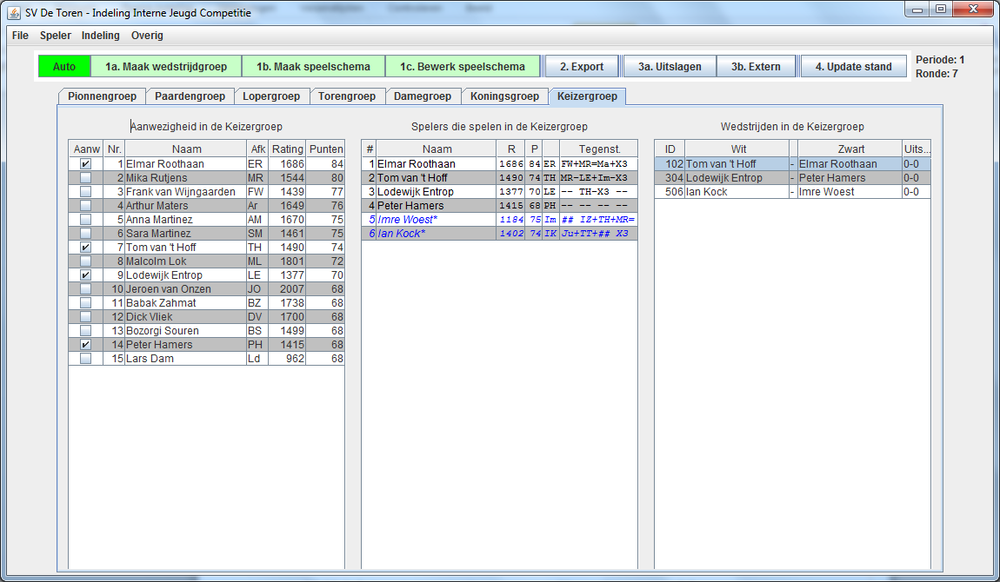 SV De Toren - Indeling Interne Jeugd Competitie
File Speler Indeling Overig
Auto 1a. Maak wedstrijdgroep 1b. Maak speelschema 1c. Bewerk speelschema 2. Export 3a. Uitslagen 3b. Extern 4. Update stand Periode: 1
Ronde: 7
Pionnengroep Paardengroep Lopergroep Torengroep Damegroep Koningsgroep Keizergroep
Aanwezigheid in de Keizergroep
Aanw Nr. Naam Afk Rating Punten
1 Elmar Roothaan ER 1686 84
2 Mika Rutjens MR 1544 80
3 Frank van Wijngaarden FW 1439 77
4 Arthur Maters Ar 1649 76
5 Anna Martinez AM 1670 75
6 Sara Martinez SM 1461 75
7 Tom van 't Hoff TH 1490 74
8 Malcolm Lok ML 1801 72
9 Lodewijk Entrop LE 1377 70
10 Jeroen van Onzen JO 2007 68
11 Babak Zahmat BZ 1738 68
12 Dick Vliek DV 1700 68
13 Bozorgi Souren BS 1499 68
14 Peter Hamers PH 1415 68
15 Lars Dam Ld 962 68
Spelers die spelen in de Keizergroep
# Naam R P Tegenst.
1 Elmar Roothaan 1686 84 ER FW+MR=Ma+X3
2 Tom van 't Hoff 1490 74 TH MR-LE+Im-X3
3 Lodewijk Entrop 1377 70 LE -- TH-X3 --
4 Peter Hamers 1415 68 PH -- -- -- --
5 Imre Woest* 1184 75 Im ## IZ+TH+MR=
6 Ian Kock* 1402 74 IK Ju+TT+## X3
Wedstrijden in de Keizergroep
ID Wit Zwart Uits...
102 Tom van 't Hoff - Elmar Roothaan 0-0
304 Lodewijk Entrop - Peter Hamers 0-0
506 Ian Kock - Imre Woest 0-0